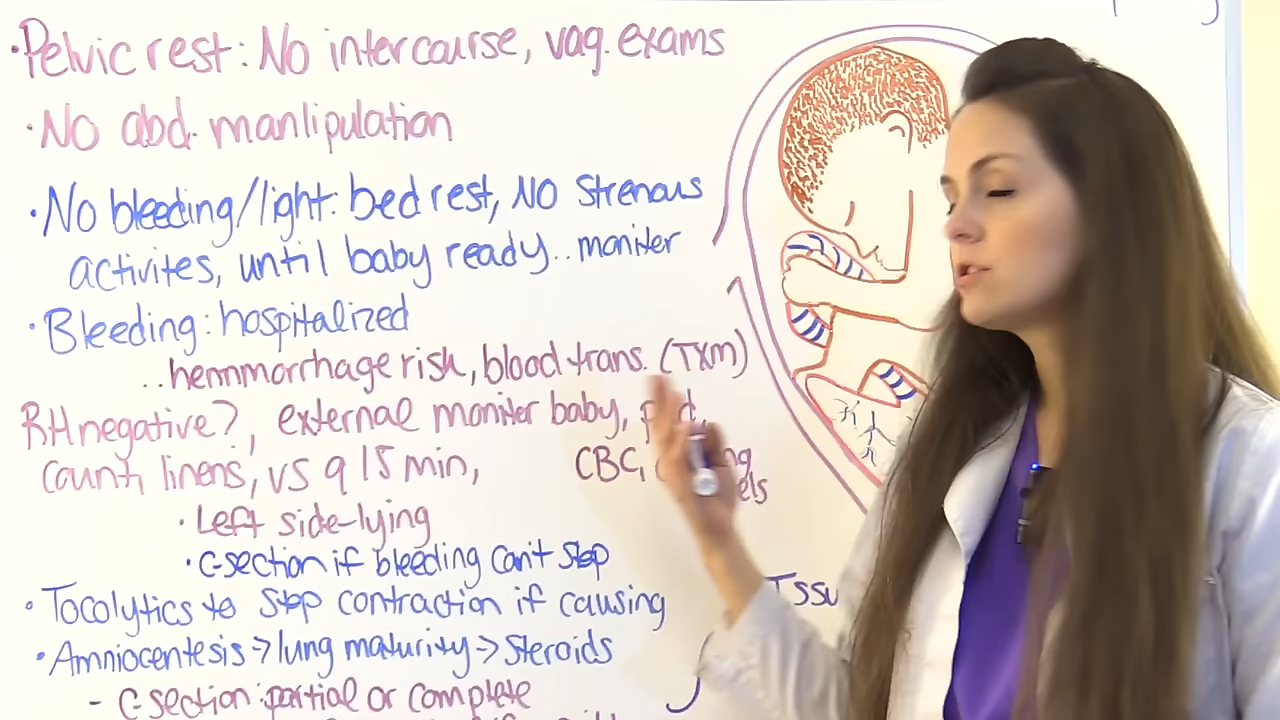 ·Pelvic rest: No intercourse, vag. exams
·No abd. manlipulation
·No bleeding/light: bed rest, NO strenous
activites, until baby ready.. moniter
·Bleeding: hospitalized
..hemmorrhage risk, blood trans. (TXM)
RH negative?, external moniter baby,
count linens, VS q 15 min, CBC,
·Left side-lying
·C-section if bleeding can't stop
·Tocolytics to stop contraction if causing
·Amniocentesis → lung maturity → Steroids
- C-section: partial or complete